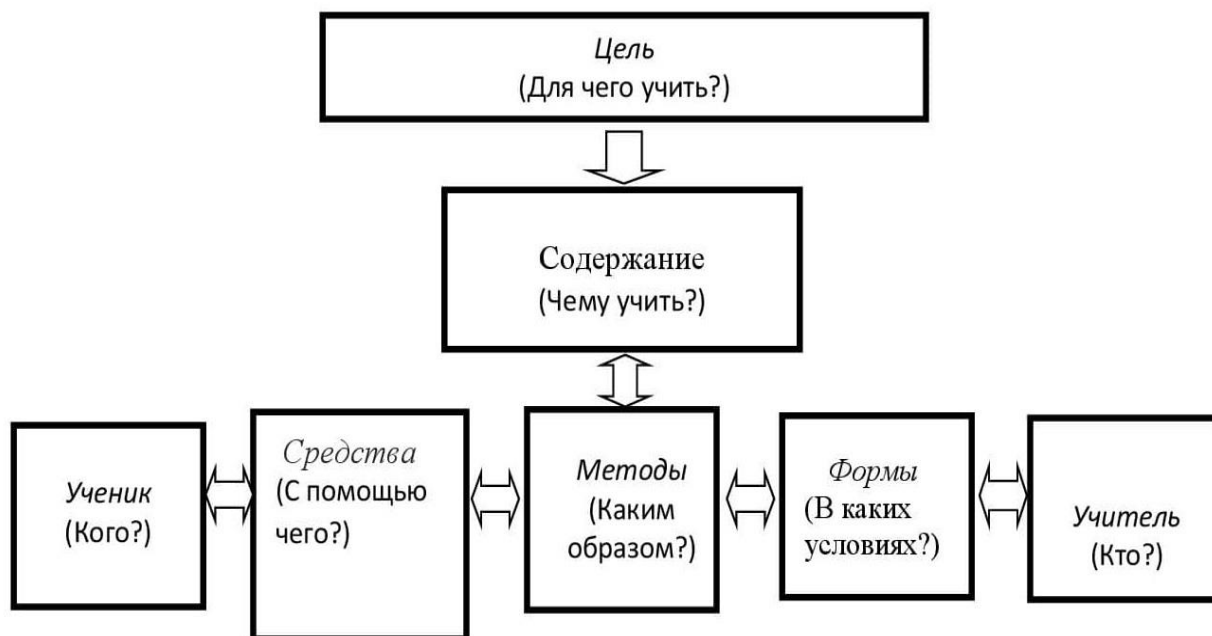 Цель
(Для чего учить?)
Содержание
(Чему учить?)
Ученик
(Кого?)
Средства
(С помощью
чего?)
Методы
(Каким
образом?)
Формы
(В каких
условиях?)
Учитель
(Кто?)